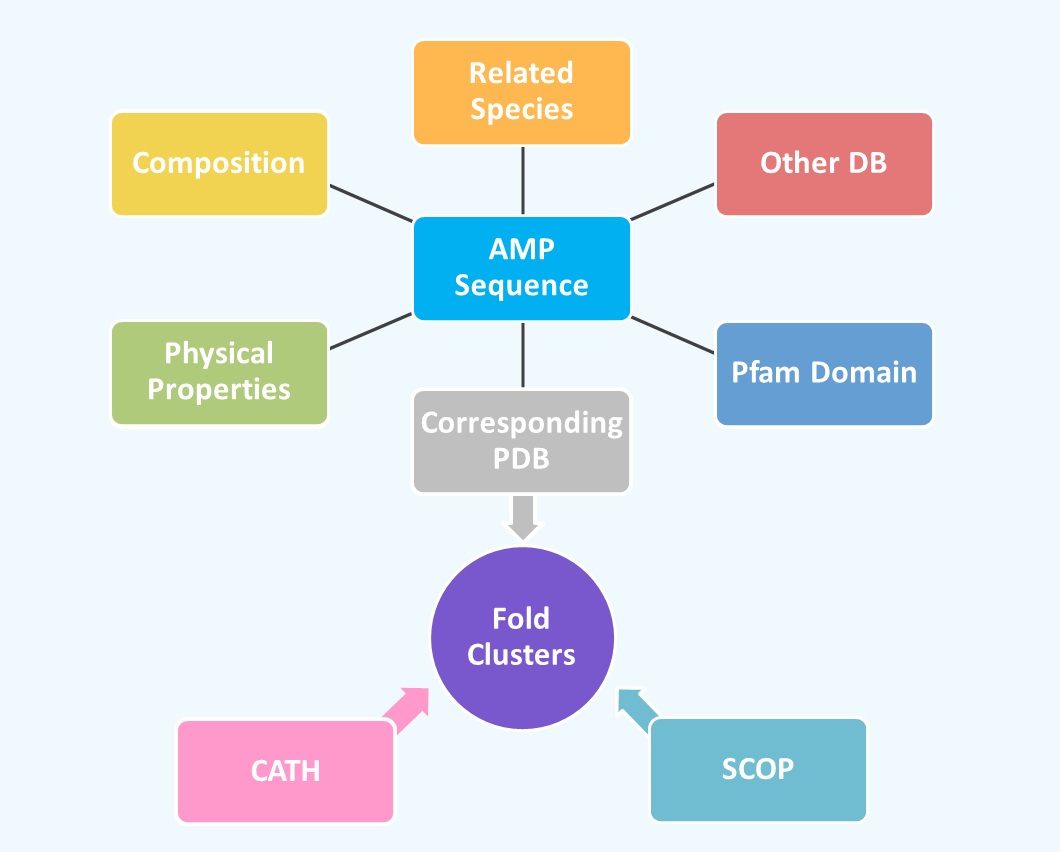 Related
Species
Composition
Other DB
AMP
Sequence
Physical
Properties
Pfam Domain
Corresponding
PDB
Fold
Clusters
CATH
SCOP